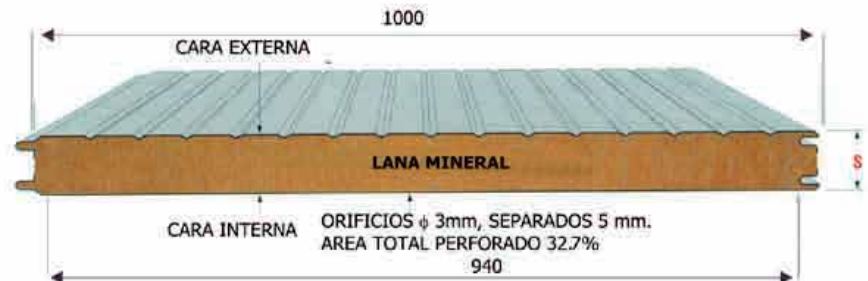 1000
CARA EXTERNA
LANA MINERAL
S
CARA INTERNA
ORIFICIOS ϕ 3mm, SEPARADOS 5 mm.
AREA TOTAL PERFORADO 32.7%
940